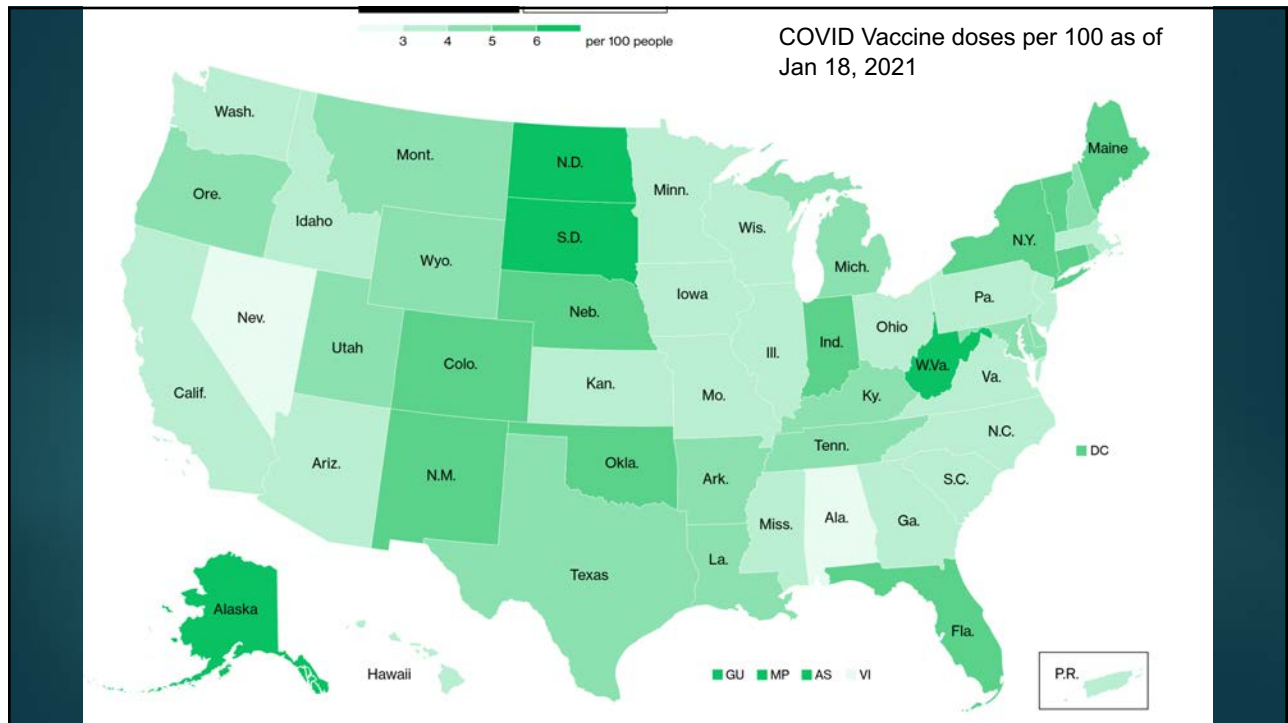 3 4 5 6 per 100 people
COVID Vaccine doses per 100 as of
Jan 18, 2021
Wash.
Mont.
N.D.
Minn.
Maine
Ore.
Idaho
Wis.
S.D.
N.Y.
Wyo.
Mich.
Iowa
Pa.
Neb.
Nev.
Ohio
Utah
Ill.
Ind.
Colo.
W.Va.
Kan.
Mo.
Va.
Calif.
Ky.
N.C.
Tenn.
DC
Ariz.
Okla.
N.M.
Ark.
S.C.
Miss.
Ala.
Ga.
La.
Texas
Alaska
Fla.
Hawaii
GU MP AS VI
P.R.